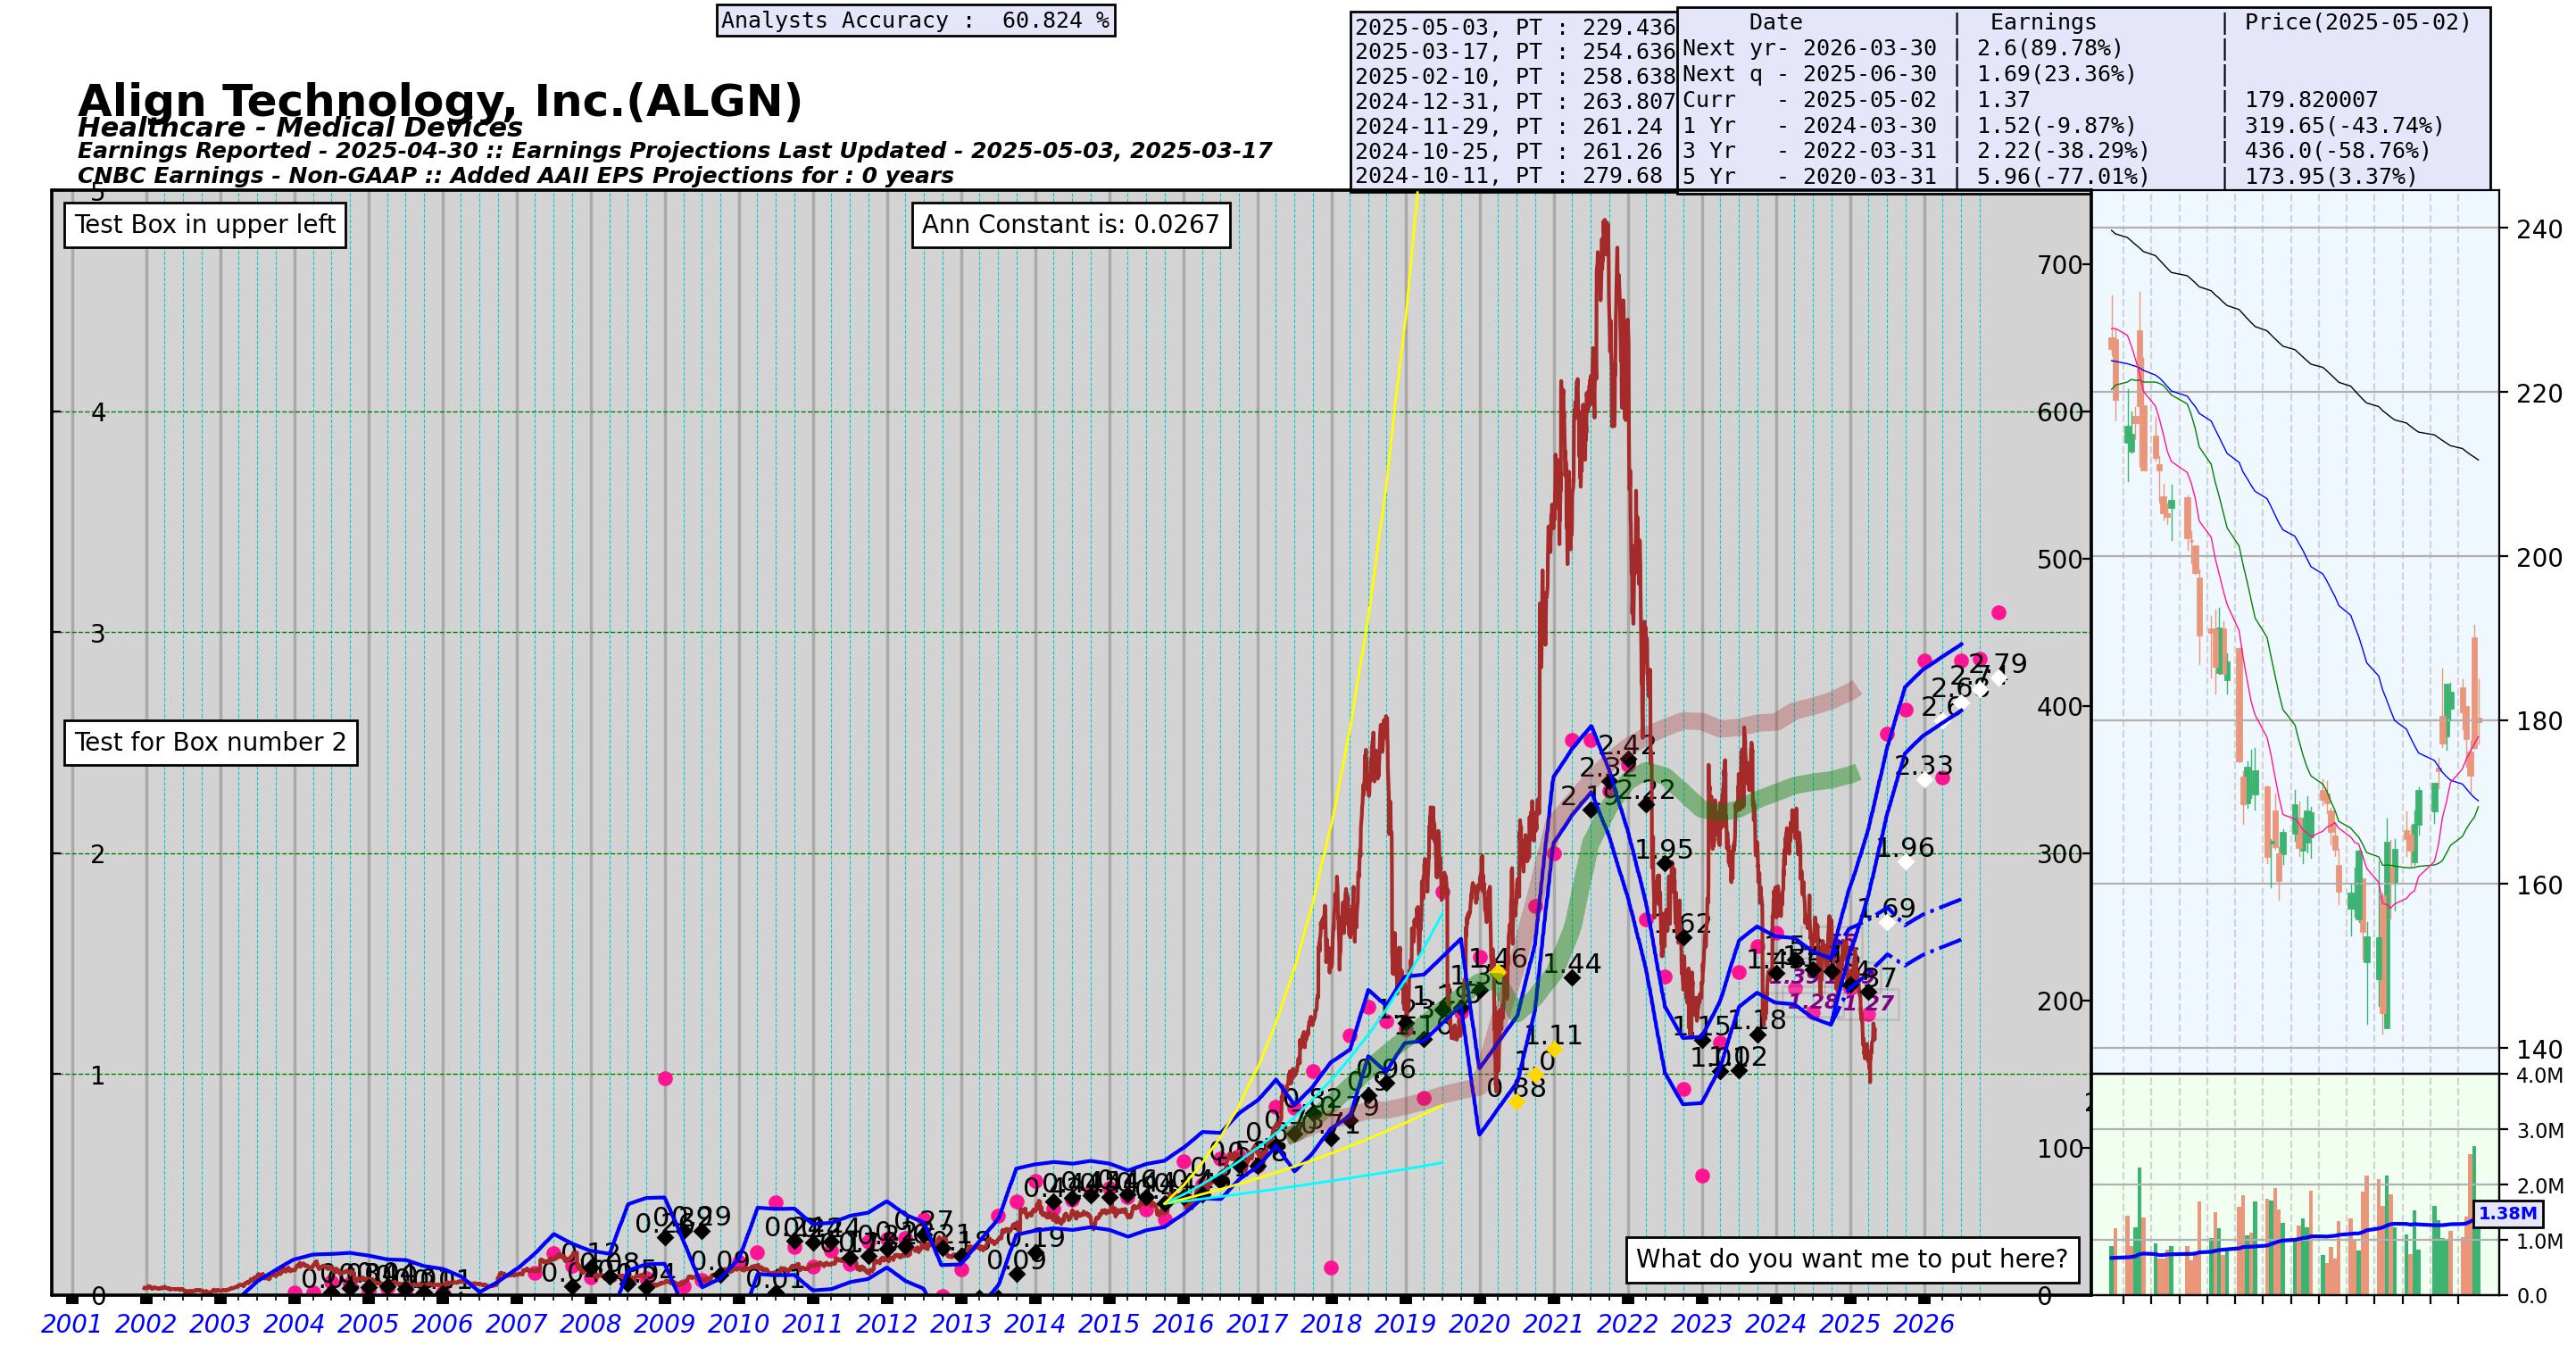 Analysts Accuracy :  60.824 %
2025-05-03, PT : 229.436
2025-03-17, PT : 254.636
2025-02-10, PT : 258.638
2024-12-31, PT : 263.807
2024-11-29, PT : 261.24
2024-10-25, PT : 261.26
2024-10-11, PT : 279.68
Date | Earnings | Price(2025-05-02)
Next yr- 2026-03-30 | 2.6(89.78%) |
Next q - 2025-06-30 | 1.69(23.36%) |
Curr - 2025-05-02 | 1.37 | 179.820007
1 Yr - 2024-03-30 | 1.52(-9.87%) | 319.65(-43.74%)
3 Yr - 2022-03-31 | 2.22(-38.29%) | 436.0(-58.76%)
5 Yr - 2020-03-31 | 5.96(-77.01%) | 173.95(3.37%)
Align Technology, Inc.(ALGN)
Healthcare - Medical Devices
Earnings Reported - 2025-04-30 :: Earnings Projections Last Updated - 2025-05-03, 2025-03-17
CNBC Earnings - Non-GAAP :: Added AAII EPS Projections for : 0 years
Test Box in upper left
Ann Constant is: 0.0267
Test for Box number 2
What do you want me to put here?
5
4
3
2
1
0
700
600
500
400
300
200
100
0
240
220
200
180
160
140
4.0M
3.0M
2.0M
1.38M
1.0M
0.0
2.79
2.33
1.96
1.69
2.42
2.32
2.22
2.19
1.95
1.62
1.44
1.46
1.11
1.0
0.88
1.15
1.18
1.02
0.96
0.19
0.09
0.27
0.09
0.01
2001 2002 2003 2004 2005 2006 2007 2008 2009 2010 2011 2012 2013 2014 2015 2016 2017 2018 2019 2020 2021 2022 2023 2024 2025 2026